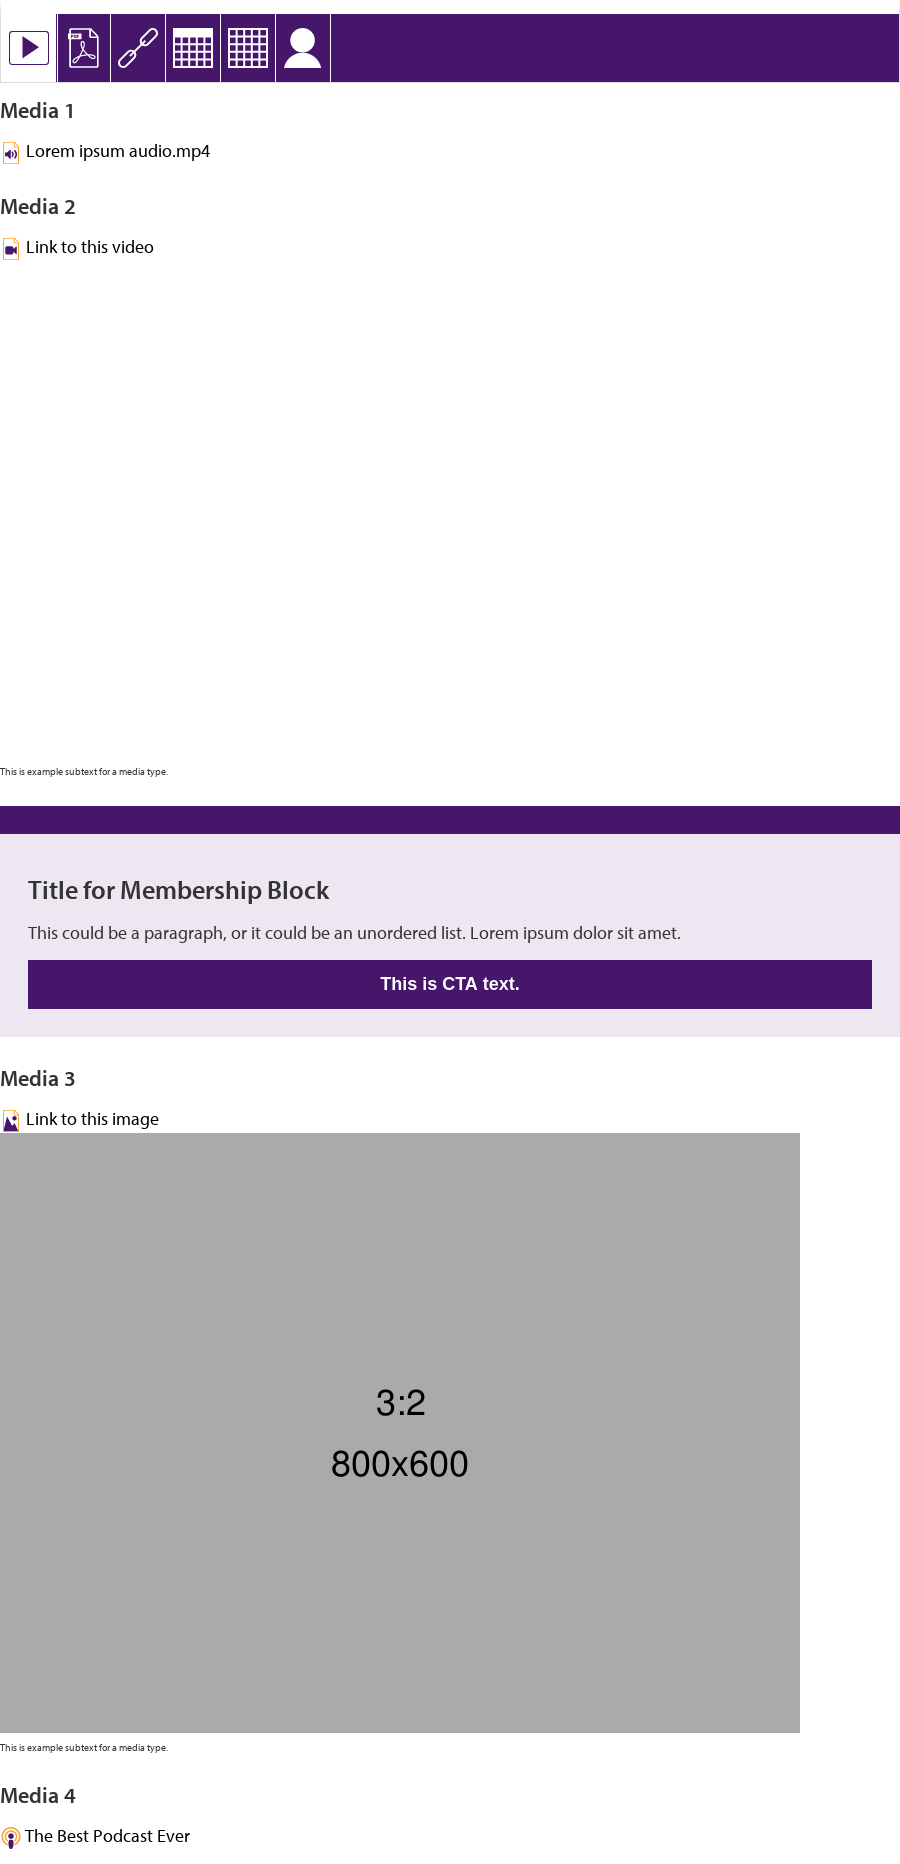 PDF
Media 1
Lorem ipsum audio.mp4
Media 2
Link to this video
This is example subtext for a media type.
Title for Membership Block
This could be a paragraph, or it could be an unordered list. Lorem ipsum dolor sit amet.
This is CTA text.
Media 3
Link to this image
3:2
800x600
This is example subtext for a media type.
Media 4
The Best Podcast Ever